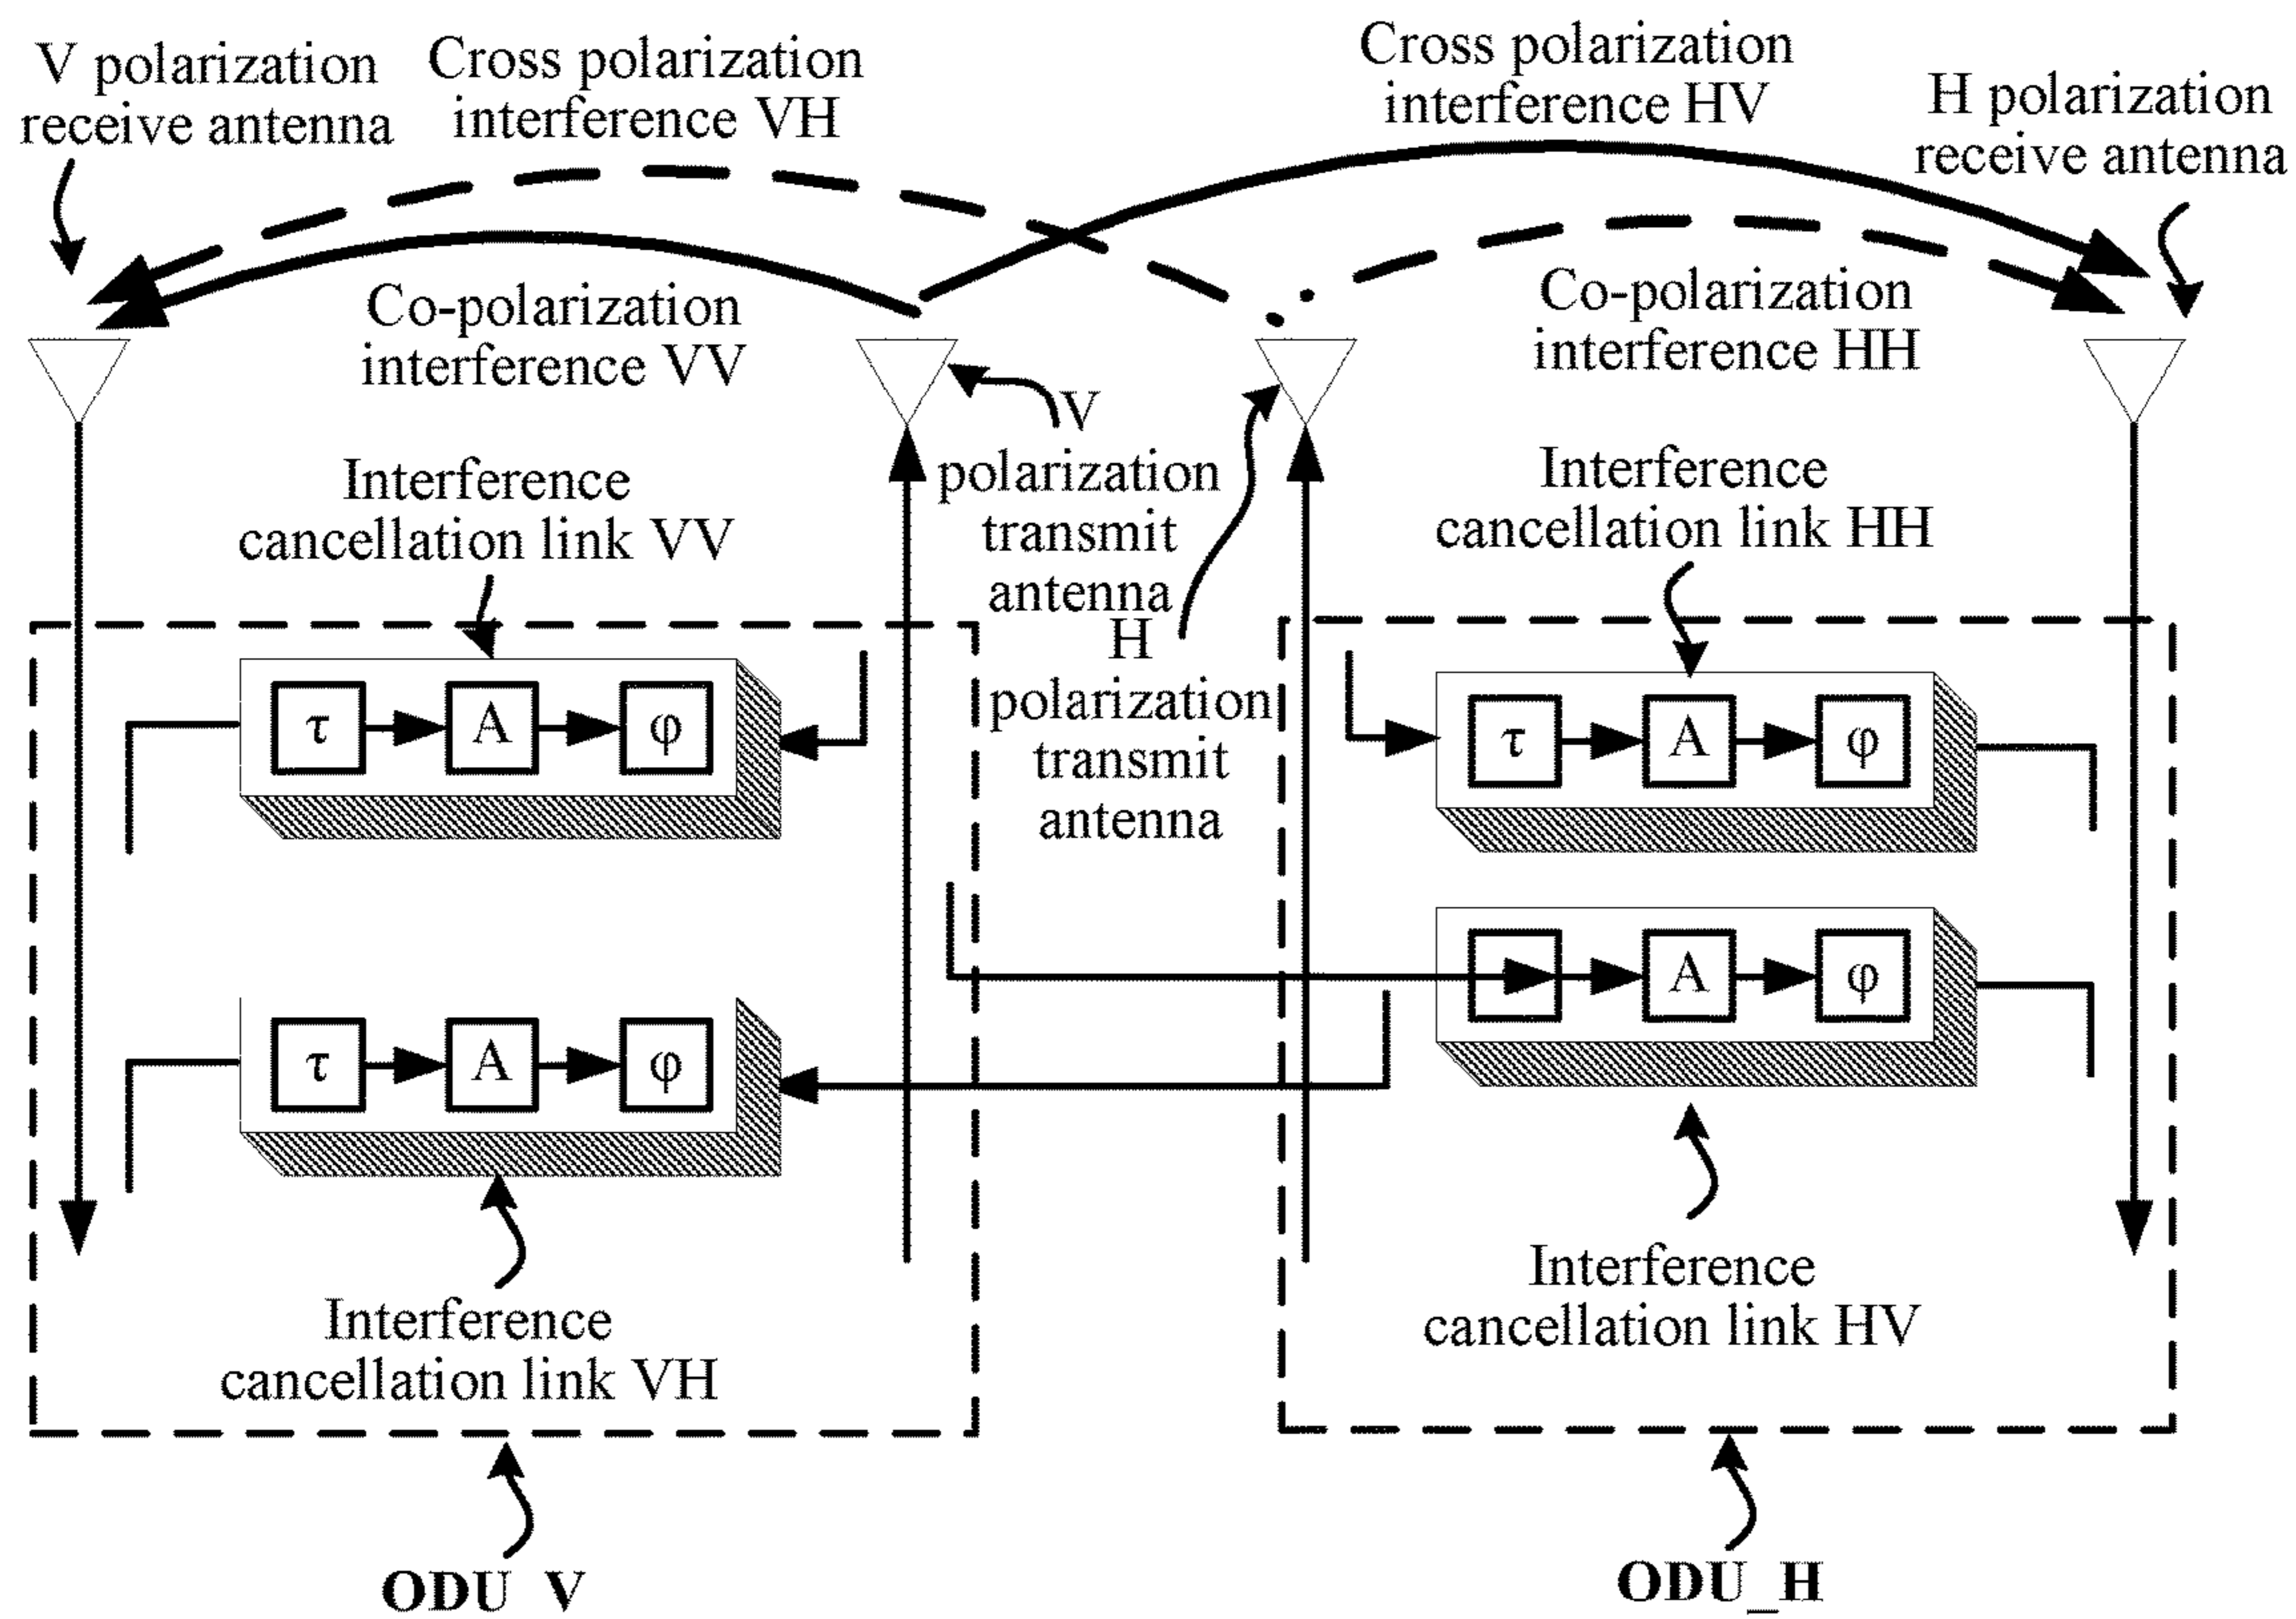 V polarization
receive antenna
Cross polarization
interference VH
Cross polarization
interference HV
H polarization
receive antenna
Co-polarization
interference VV
Co-polarization
interference HH
V
polarization
transmit
antenna
H
polarization
transmit
antenna
Interference
cancellation link VV
Interference
cancellation link HH
τ A φ
τ A φ
A φ
τ A φ
Interference
cancellation link VH
Interference
cancellation link HV
ODU_V
ODU_H